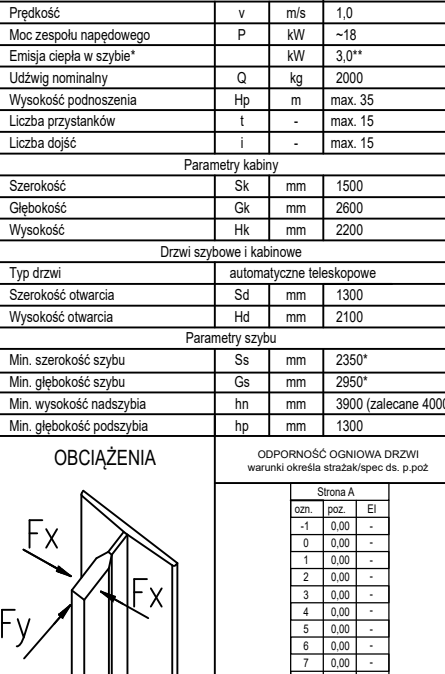 Prędkość v m/s 1,0
Moc zespołu napędowego P kW ~18
Emisja ciepła w szybie* kW 3,0**
Udźwig nominalny Q kg 2000
Wysokość podnoszenia Hp m max. 35
Liczba przystanków t - max. 15
Liczba dojść i - max. 15
Parametry kabiny
Szerokość Sk mm 1500
Głębokość Gk mm 2600
Wysokość Hk mm 2200
Drzwi szybowe i kabinowe
Typ drzwi automatyczne teleskopowe
Szerokość otwarcia Sd mm 1300
Wysokość otwarcia Hd mm 2100
Parametry szybu
Min. szerokość szybu Ss mm 2350*
Min. głębokość szybu Gs mm 2950*
Min. wysokość nadszybia hn mm 3900 (zalecane 4000
Min. głębokość podszybia hp mm 1300
OBCIĄŻENIA
Fx
Fx
Fy
ODPORNOŚĆ OGNIOWA DRZWI
warunki określa strażak/spec ds. p.poż
Strona A
ozn. poz. EI
-1 0,00 -
0 0,00 -
1 0,00 -
2 0,00 -
3 0,00 -
4 0,00 -
5 0,00 -
6 0,00 -
7 0,00 -